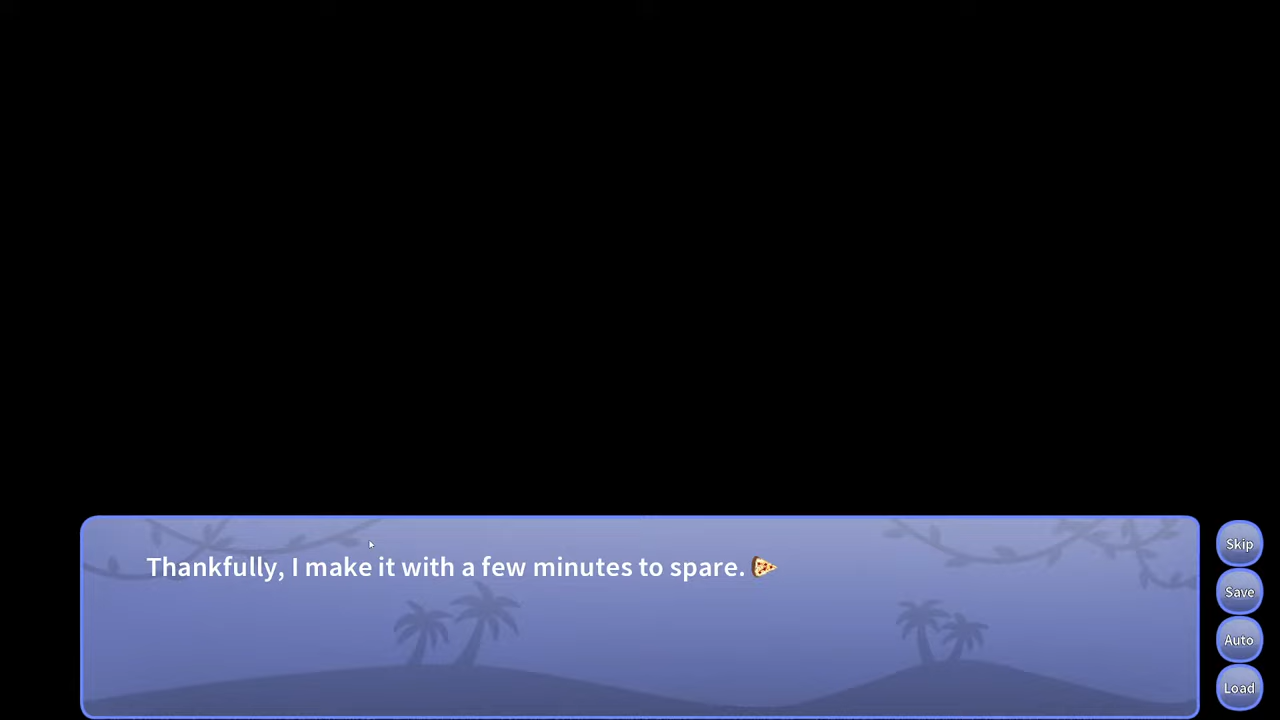 Thankfully, I make it with a few minutes to spare.
Skip
Save
Auto
Load